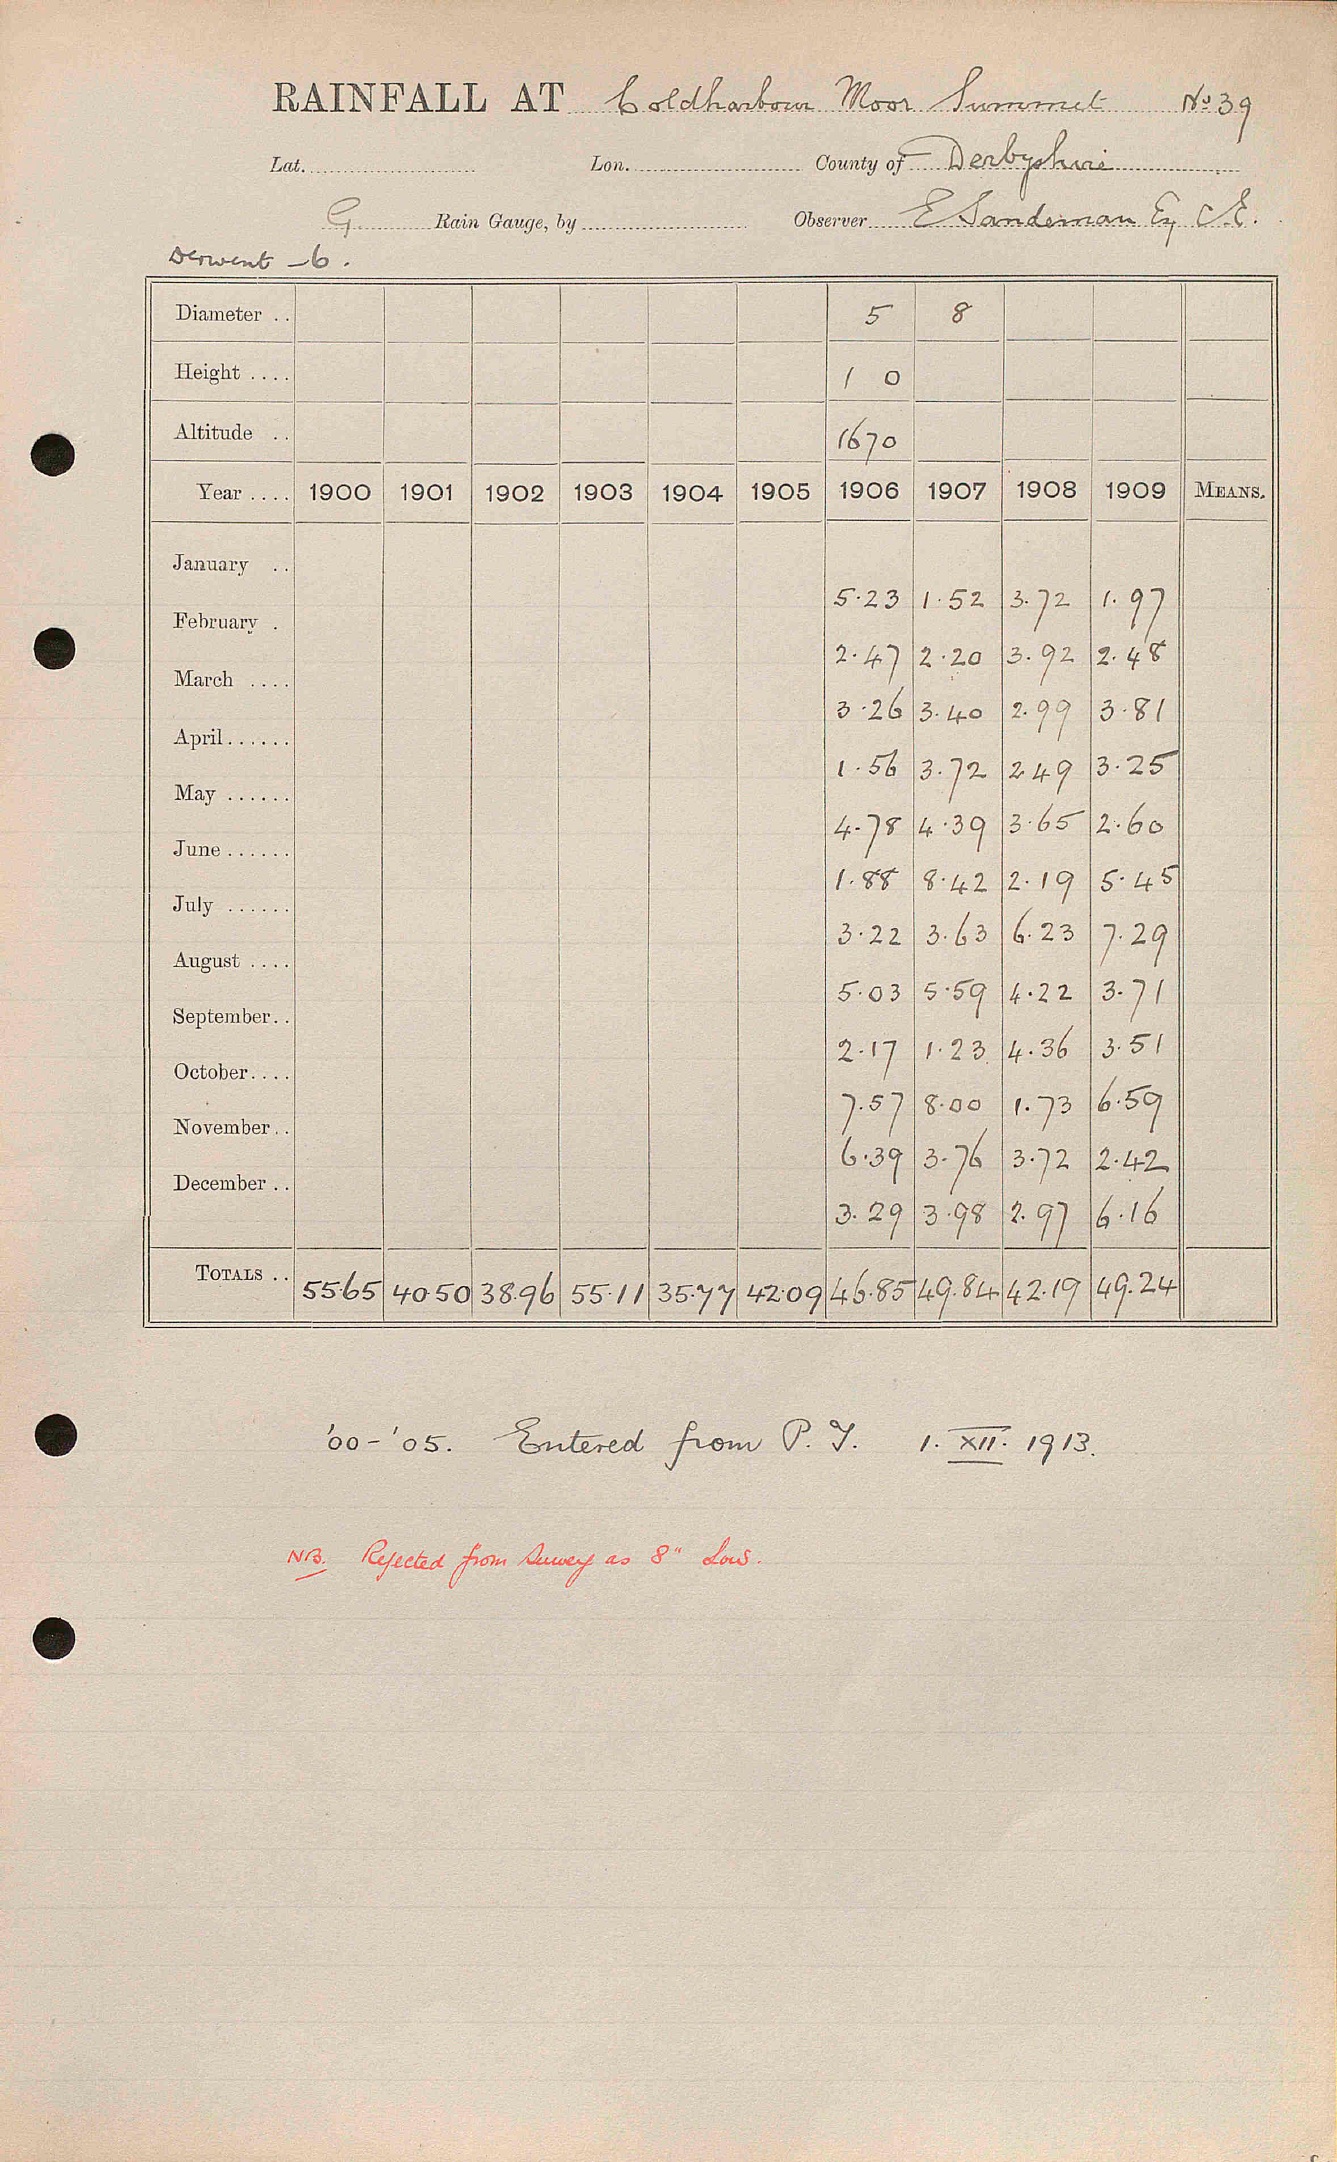 RAINFALL AT Coldharbour Moor Summit No 39
Lat. Lon. County of Derbyshire
G Rain Gauge, by Observer E Sandeman Esq C.E.
Derwent - 6.
Diameter .. 5 8
Height .... 1 0
Altitude .. 1670
Year .... 1900 1901 1902 1903 1904 1905 1906 1907 1908 1909 MEANS.
January .. 5.23 1.52 3.72 1.97
February . 2.47 2.20 3.92 2.48
March .... 3.26 3.40 2.99 3.81
April...... 1.56 3.72 2.49 3.25
May ...... 4.78 4.39 3.65 2.60
June ...... 1.88 8.42 2.19 5.45
July ...... 3.22 3.63 6.23 7.29
August .... 5.03 5.59 4.22 3.71
September.. 2.17 1.23 4.36 3.51
October.... 7.57 8.00 1.73 6.59
November.. 6.39 3.76 3.72 2.42
December .. 3.29 3.98 2.97 6.16
TOTALS .. 55.65 40.50 38.96 55.11 35.77 42.09 46.85 49.84 42.19 49.24
'00-'05. Entered from P. T. 1. XII. 1913.
NB. Rejected from Survey as 8" Low.